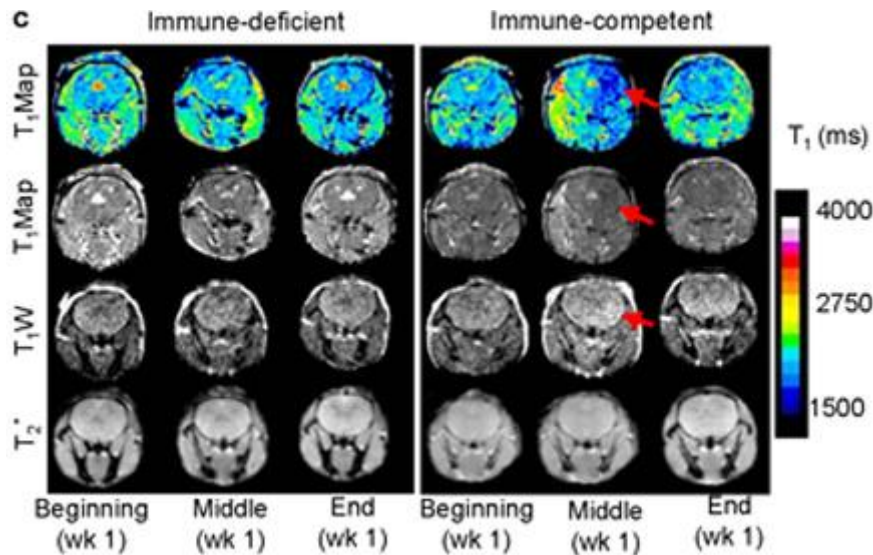 c
Immune-deficient
Immune-competent
T₁Map
T₁Map
T₁W
T₂*
T₁ (ms)
4000
2750
1500
Beginning
(wk 1)
Middle
(wk 1)
End
(wk 1)
Beginning
(wk 1)
Middle
(wk 1)
End
(wk 1)